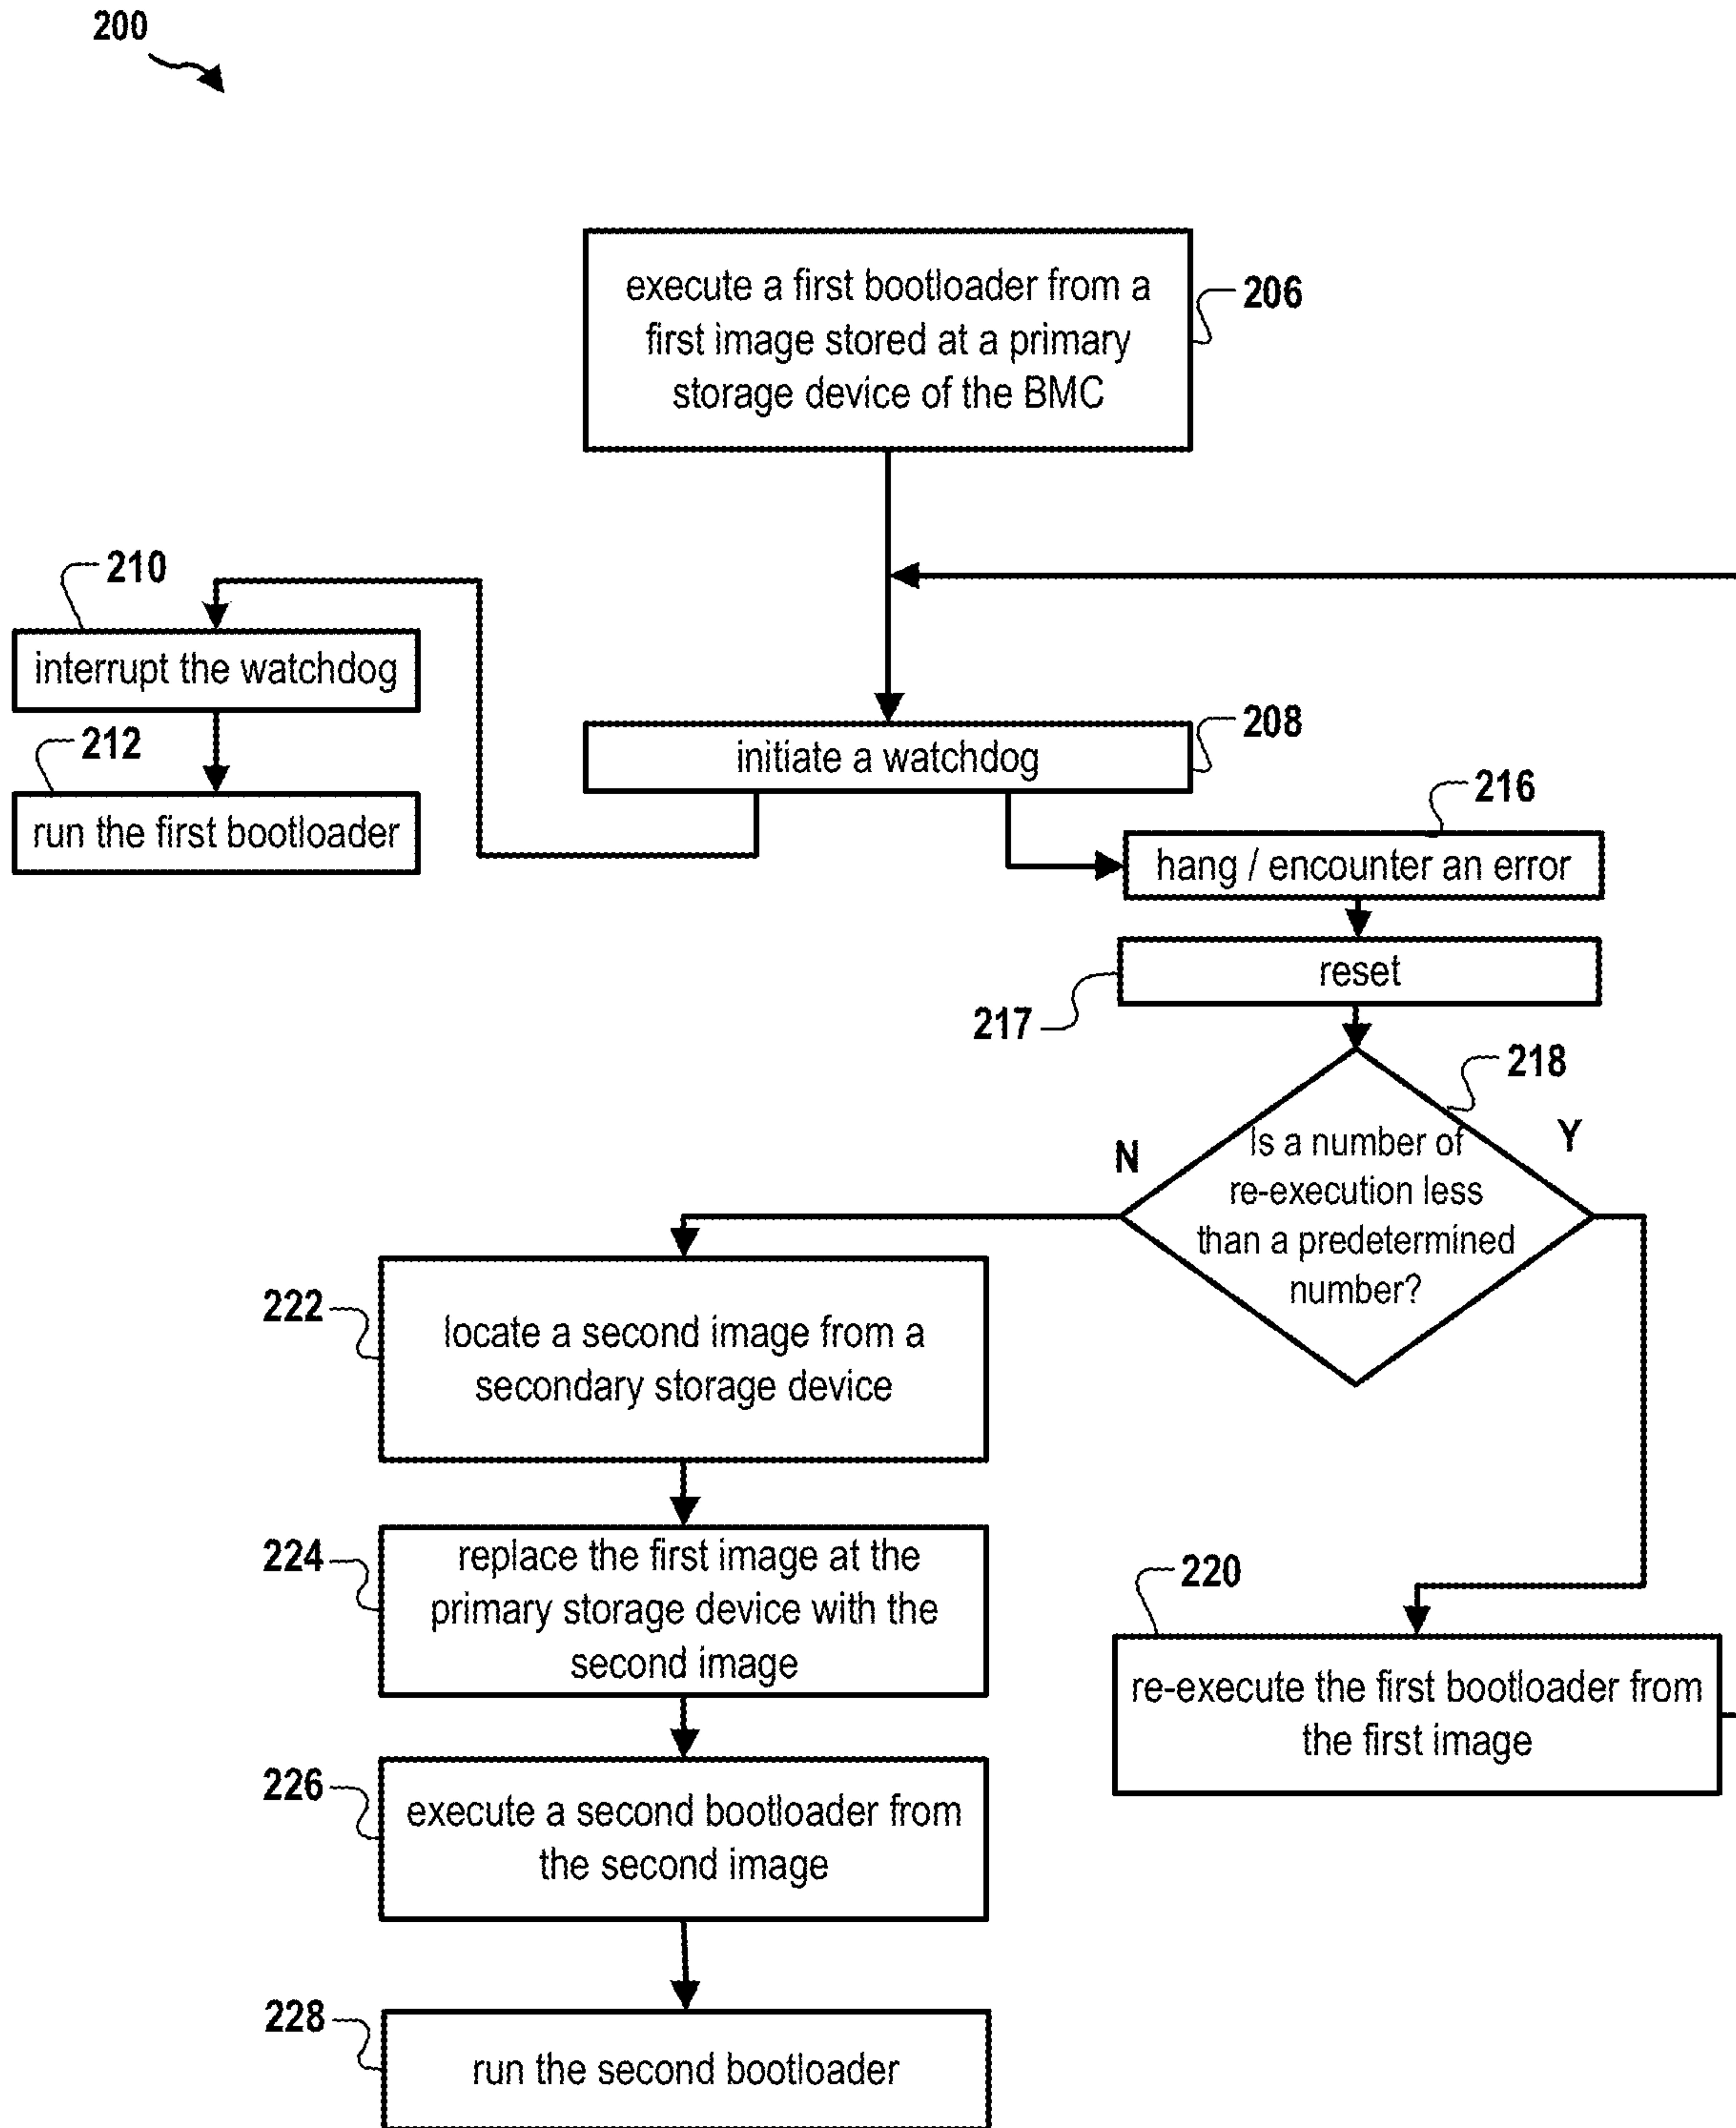 200
execute a first bootloader from a
first image stored at a primary
storage device of the BMC
206
210
interrupt the watchdog
212
run the first bootloader
208
initiate a watchdog
216
hang / encounter an error
reset
217
218
N
Y
Is a number of
re-execution less
than a predetermined
number?
222
locate a second image from a
secondary storage device
224
replace the first image at the
primary storage device with the
second image
220
re-execute the first bootloader from
the first image
226
execute a second bootloader from
the second image
228
run the second bootloader